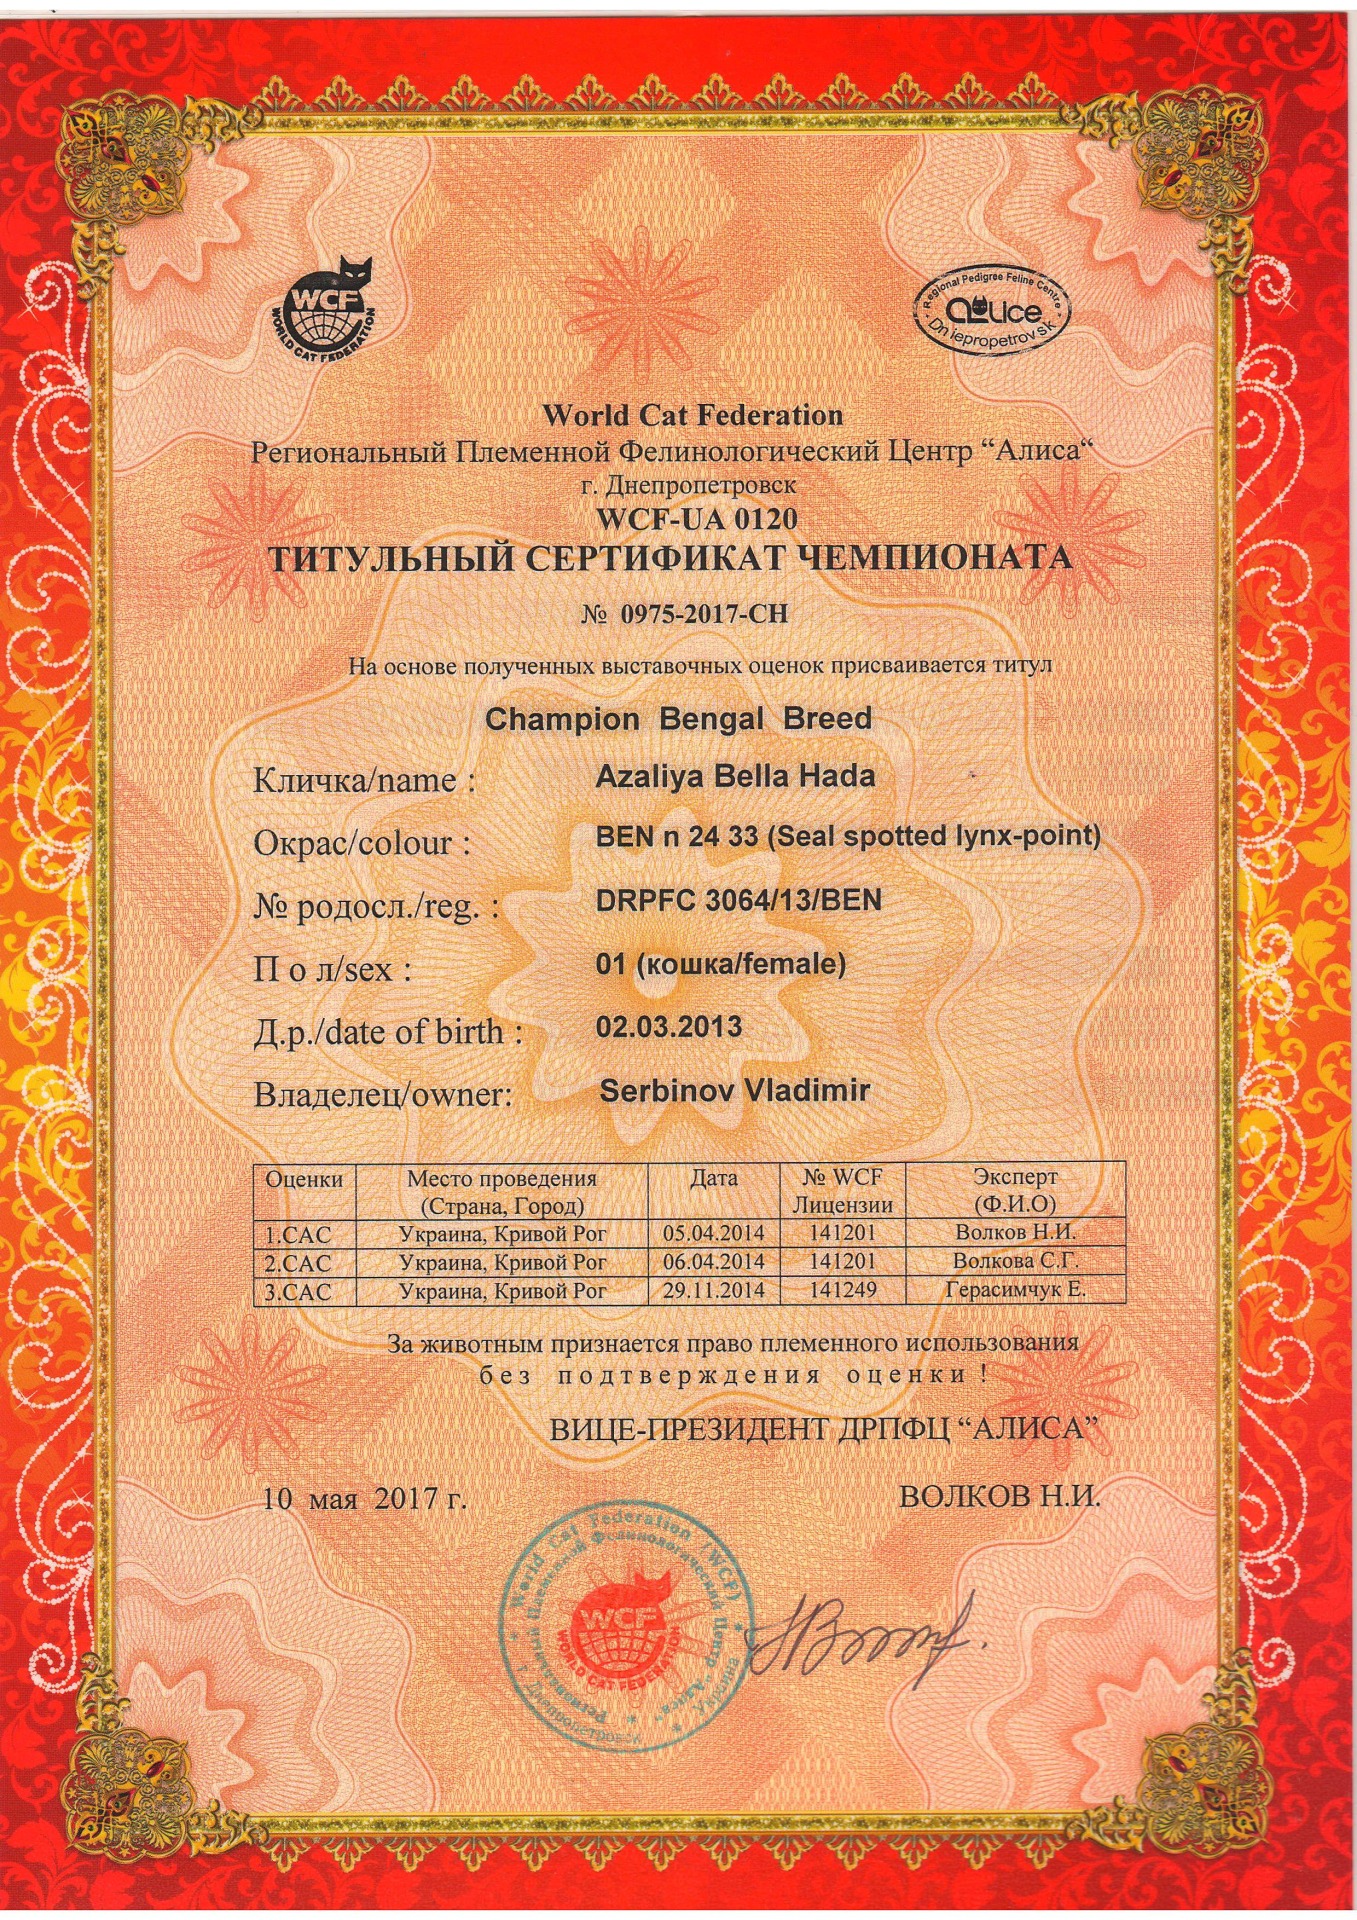 WCF
WORLD CAT FEDERATION
Regional Pedigree Feline Centre
aLice
Dniepropetrovsk
World Cat Federation
Региональный Племенной Фелинологический Центр “Алиса“
г. Днепропетровск
WCF-UA 0120
ТИТУЛЬНЫЙ СЕРТИФИКАТ ЧЕМПИОНАТА
№ 0975-2017-CH
На основе полученных выставочных оценок присваивается титул
Champion Bengal Breed
Кличка/name : Azaliya Bella Hada
Окрас/colour : BEN n 24 33 (Seal spotted lynx-point)
№ родосл./reg. : DRPFC 3064/13/BEN
П о л/sex : 01 (кошка/female)
Д.р./date of birth : 02.03.2013
Владелец/owner: Serbinov Vladimir
Оценки Место проведения Дата № WCF Эксперт
(Страна, Город) Лицензии (Ф.И.О)
1.CAC Украина, Кривой Рог 05.04.2014 141201 Волков Н.И.
2.CAC Украина, Кривой Рог 06.04.2014 141201 Волкова С.Г.
3.CAC Украина, Кривой Рог 29.11.2014 141249 Герасимчук Е.
За животным признается право племенного использования
без подтверждения оценки !
ВИЦЕ-ПРЕЗИДЕНТ ДРПФЦ “АЛИСА”
10 мая 2017 г. ВОЛКОВ Н.И.
World Cat Federation (WCF)
Региональный Племенной Фелинологический Центр "Алиса"
WCF
WORLD CAT FEDERATION